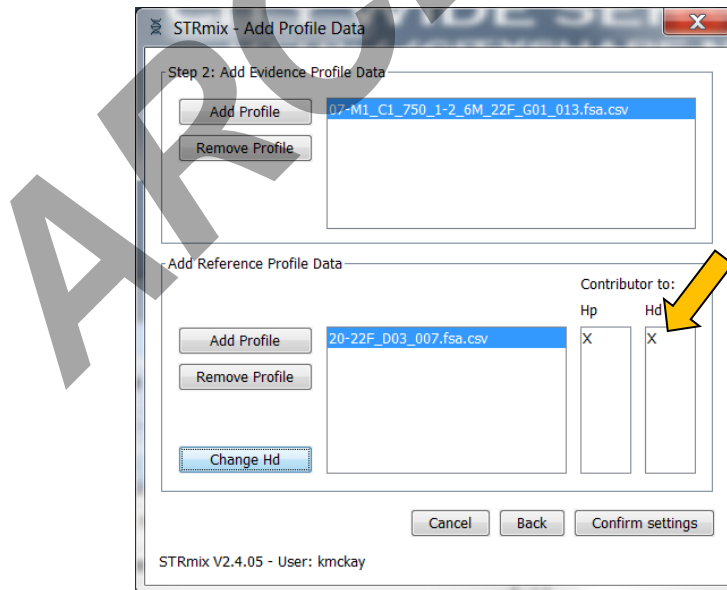 STRmix - Add Profile Data
Step 2: Add Evidence Profile Data
Add Profile
07-M1_C1_750_1-2_6M_22F_G01_013.fsa.csv
Remove Profile
Add Reference Profile Data
Contributor to:
Hp Hd
Add Profile
20-22F_D03_007.fsa.csv
X X
Remove Profile
Change Hd
Cancel Back Confirm settings
STRmix V2.4.05 - User: kmckay